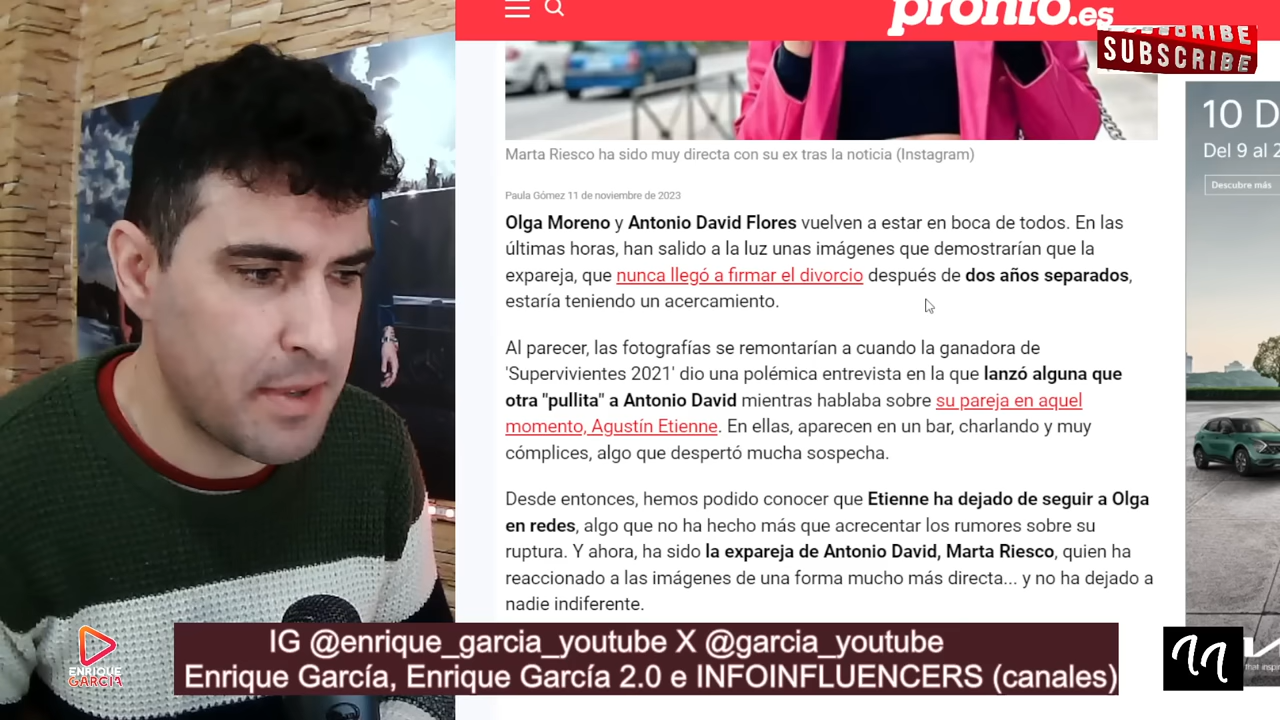 pronto.es
SUBSCRIBE
SUBSCRIBE
10 D
Del 9 al 2
Descubre más
Marta Riesco ha sido muy directa con su ex tras la noticia (Instagram)
Paula Gómez 11 de noviembre de 2023
Olga Moreno y Antonio David Flores vuelven a estar en boca de todos. En las
últimas horas, han salido a la luz unas imágenes que demostrarían que la
expareja, que nunca llegó a firmar el divorcio después de dos años separados,
estaría teniendo un acercamiento.
Al parecer, las fotografías se remontarían a cuando la ganadora de
'Supervivientes 2021' dio una polémica entrevista en la que lanzó alguna que
otra "pullita" a Antonio David mientras hablaba sobre su pareja en aquel
momento, Agustín Etienne. En ellas, aparecen en un bar, charlando y muy
cómplices, algo que despertó mucha sospecha.
Desde entonces, hemos podido conocer que Etienne ha dejado de seguir a Olga
en redes, algo que no ha hecho más que acrecentar los rumores sobre su
ruptura. Y ahora, ha sido la expareja de Antonio David, Marta Riesco, quien ha
reaccionado a las imágenes de una forma mucho más directa... y no ha dejado a
nadie indiferente.
IG @enrique_garcia_youtube X @garcia_youtube
Enrique García, Enrique García 2.0 e INFOINFLUENCERS (canales)
ENRIQUE
GARCÍA
that inspir